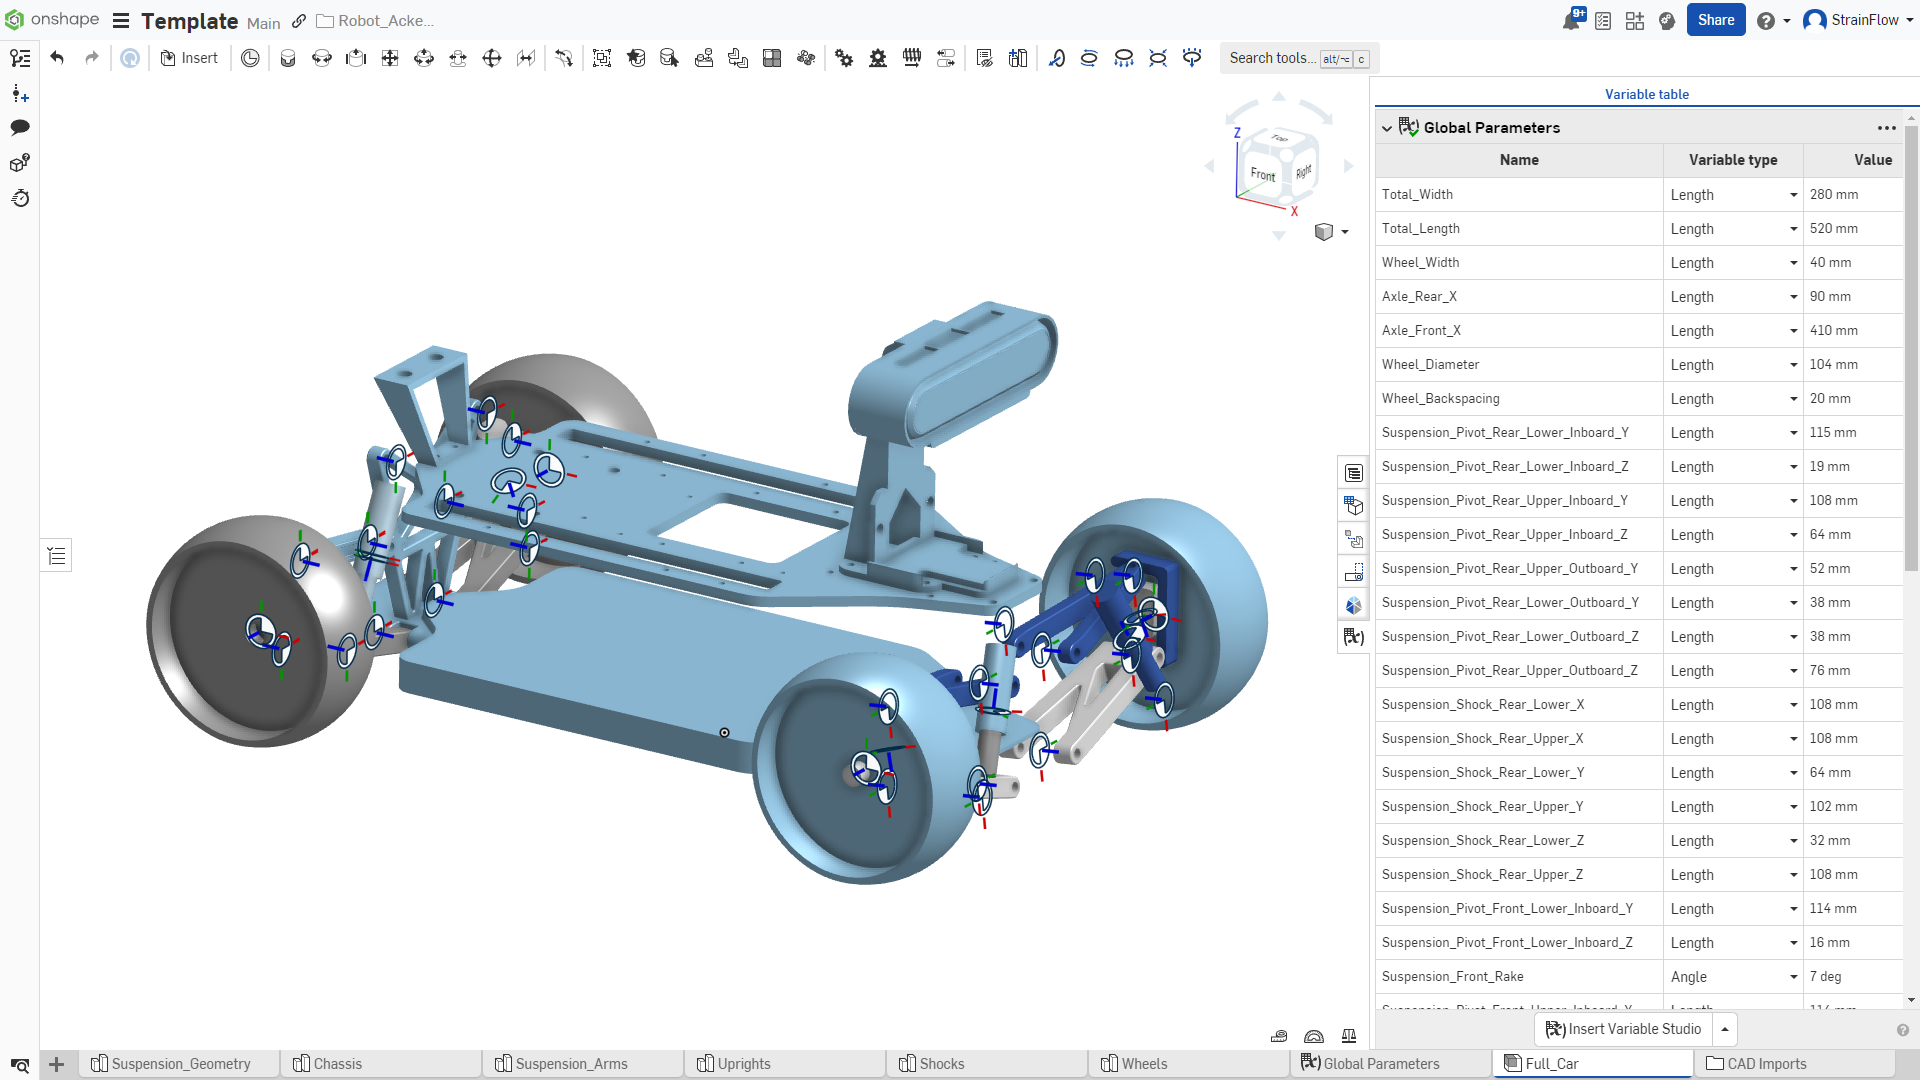 onshape Template Main Robot_Acke... 9+ Share StrainFlow
Insert Search tools... alt/⌥ c
Variable table
Global Parameters
Name Variable type Value
Total_Width Length 280 mm
Total_Length Length 520 mm
Wheel_Width Length 40 mm
Axle_Rear_X Length 90 mm
Axle_Front_X Length 410 mm
Wheel_Diameter Length 104 mm
Wheel_Backspacing Length 20 mm
Suspension_Pivot_Rear_Lower_Inboard_Y Length 115 mm
Suspension_Pivot_Rear_Lower_Inboard_Z Length 19 mm
Suspension_Pivot_Rear_Upper_Inboard_Y Length 108 mm
Suspension_Pivot_Rear_Upper_Inboard_Z Length 64 mm
Suspension_Pivot_Rear_Upper_Outboard_Y Length 52 mm
Suspension_Pivot_Rear_Lower_Outboard_Y Length 38 mm
Suspension_Pivot_Rear_Lower_Outboard_Z Length 38 mm
Suspension_Pivot_Rear_Upper_Outboard_Z Length 76 mm
Suspension_Shock_Rear_Lower_X Length 108 mm
Suspension_Shock_Rear_Upper_X Length 108 mm
Suspension_Shock_Rear_Lower_Y Length 64 mm
Suspension_Shock_Rear_Upper_Y Length 102 mm
Suspension_Shock_Rear_Lower_Z Length 32 mm
Suspension_Shock_Rear_Upper_Z Length 108 mm
Suspension_Pivot_Front_Lower_Inboard_Y Length 114 mm
Suspension_Pivot_Front_Lower_Inboard_Z Length 16 mm
Suspension_Front_Rake Angle 7 deg
Suspension_Pivot_Front_Upper_Inboard_Y Length 114 mm
Insert Variable Studio
Z
Top
Front Right
X
Suspension_Geometry Chassis Suspension_Arms Uprights Shocks Wheels Global Parameters Full_Car CAD Imports